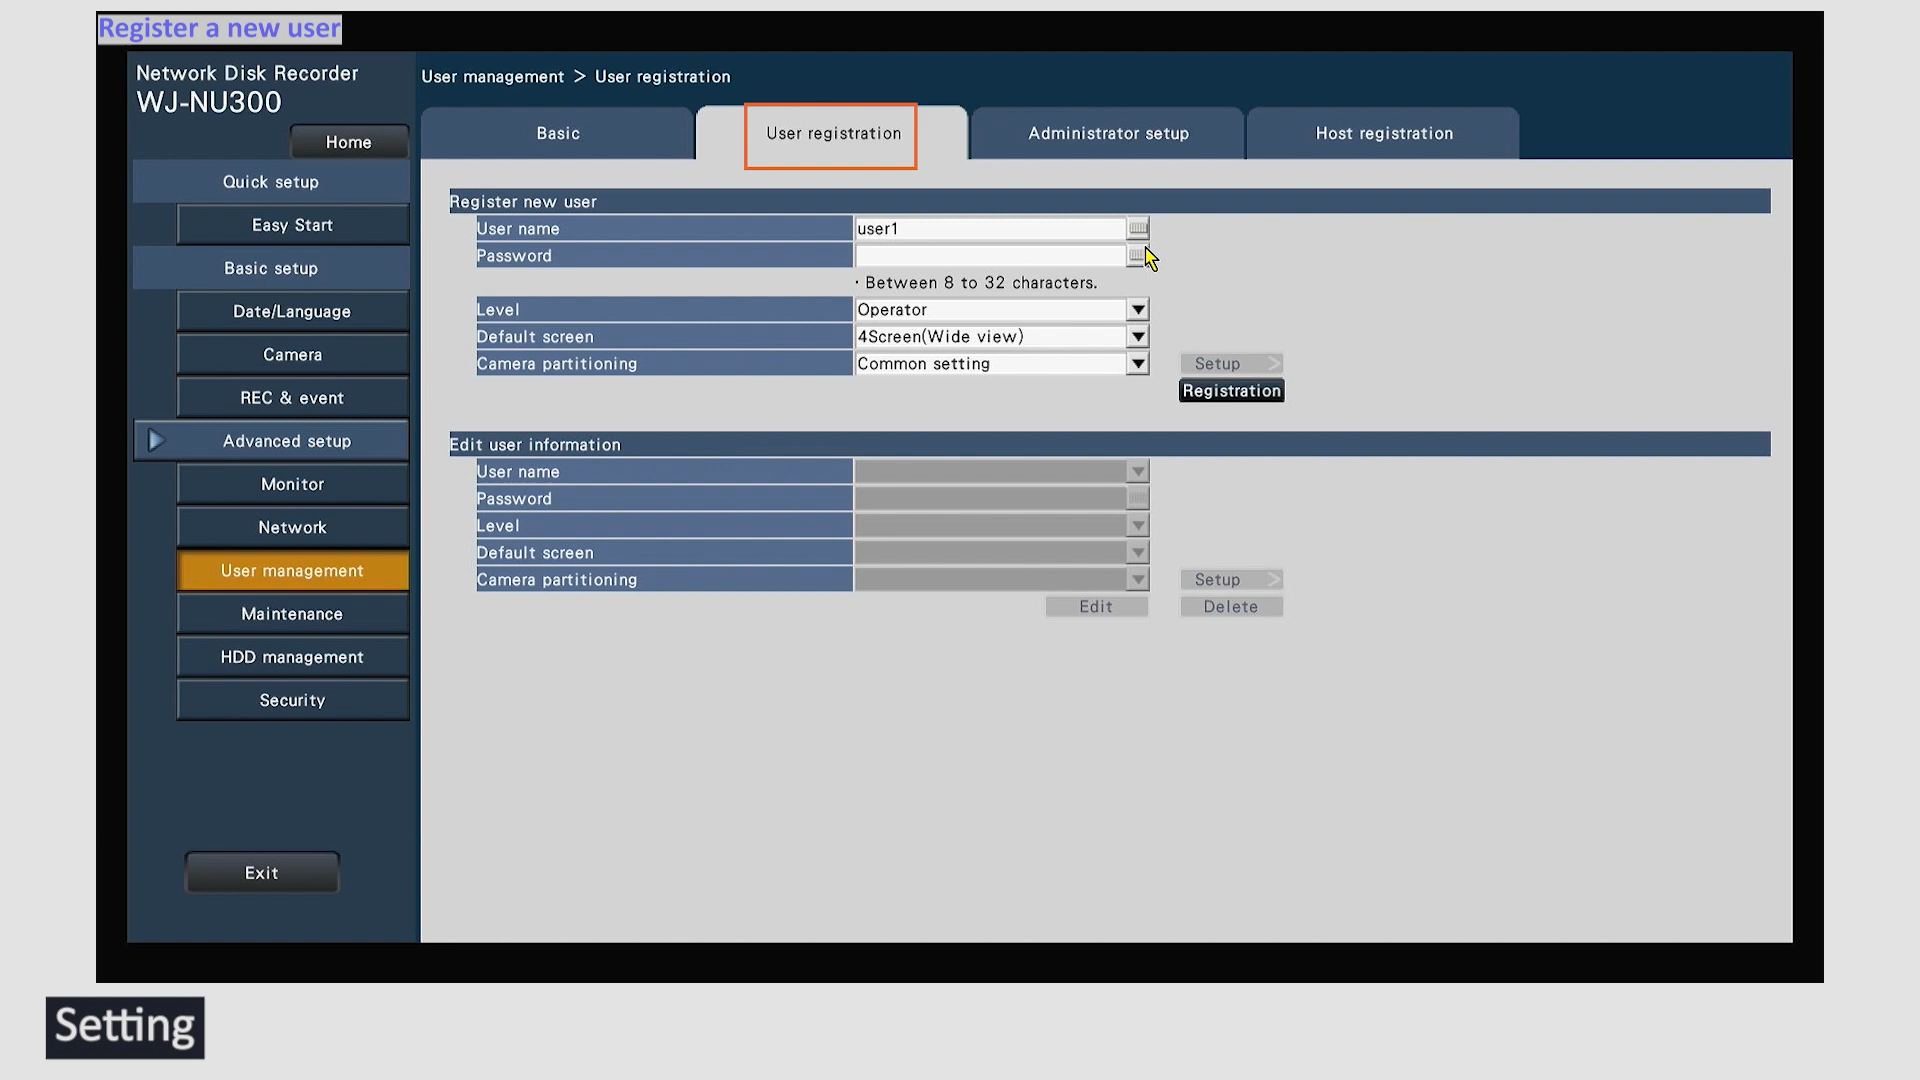 Register a new user
Network Disk Recorder
WJ-NU300
Home
Quick setup
Easy Start
Basic setup
Date/Language
Camera
REC & event
Advanced setup
Monitor
Network
User management
Maintenance
HDD management
Security
Exit
User management > User registration
Basic
User registration
Administrator setup
Host registration
Register new user
User name user1
Password
・Between 8 to 32 characters.
Level Operator
Default screen 4Screen(Wide view)
Camera partitioning Common setting Setup >
Registration
Edit user information
User name
Password
Level
Default screen
Camera partitioning Setup >
Edit Delete
Setting